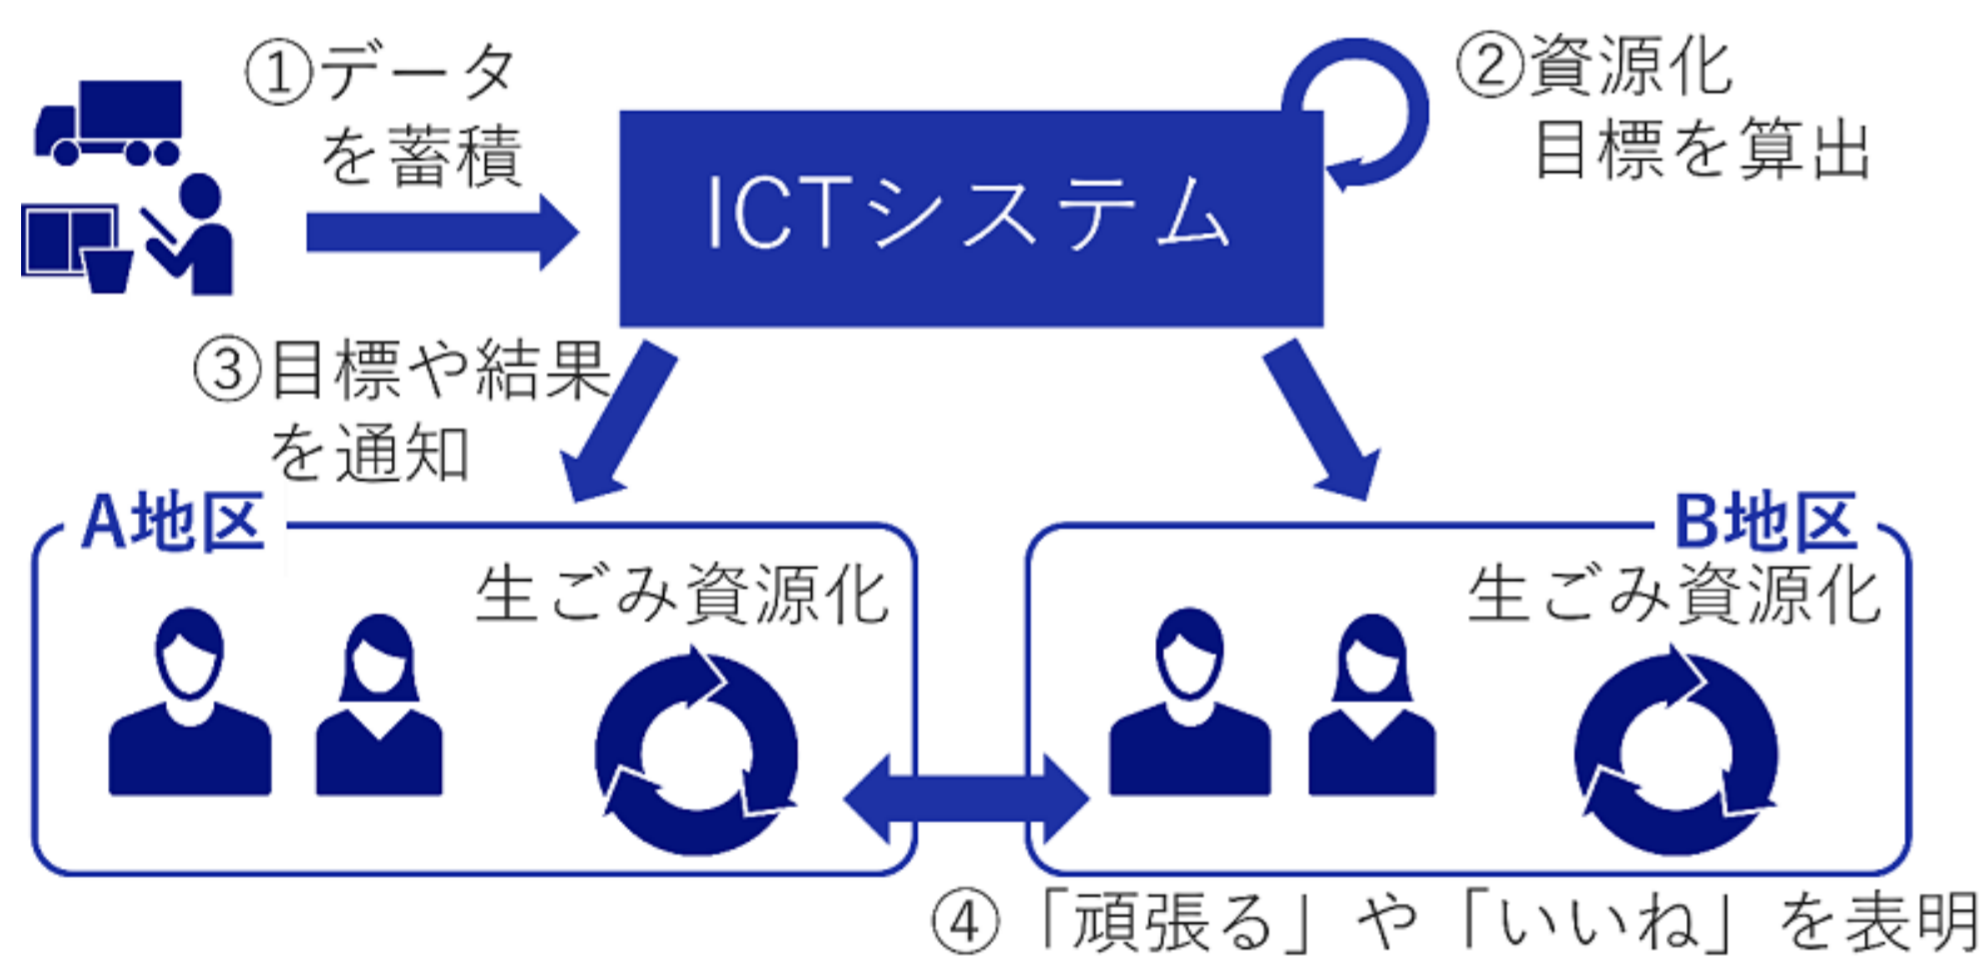 ①データ
を蓄積
ICTシステム
②資源化
目標を算出
③目標や結果
を通知
A地区
生ごみ資源化
B地区
生ごみ資源化
④「頑張る」や「いいね」を表明